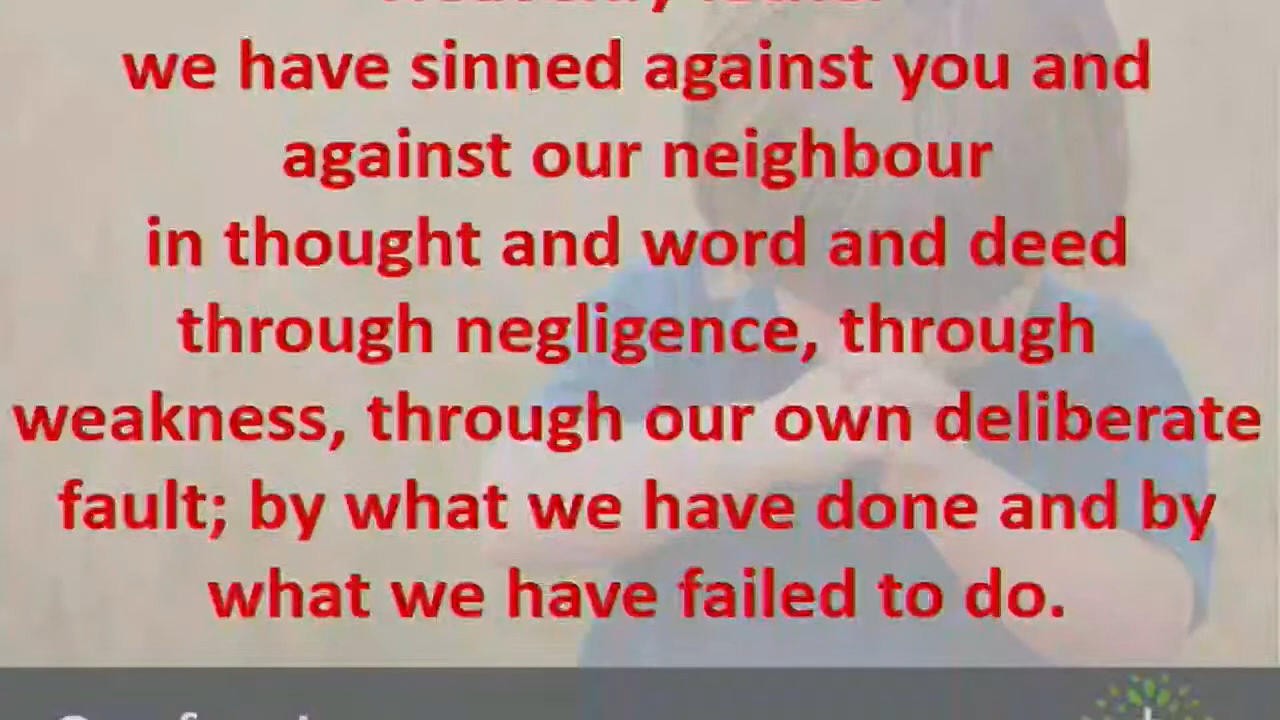 we have sinned against you and
against our neighbour
in thought and word and deed
through negligence, through
weakness, through our own deliberate
fault; by what we have done and by
what we have failed to do.